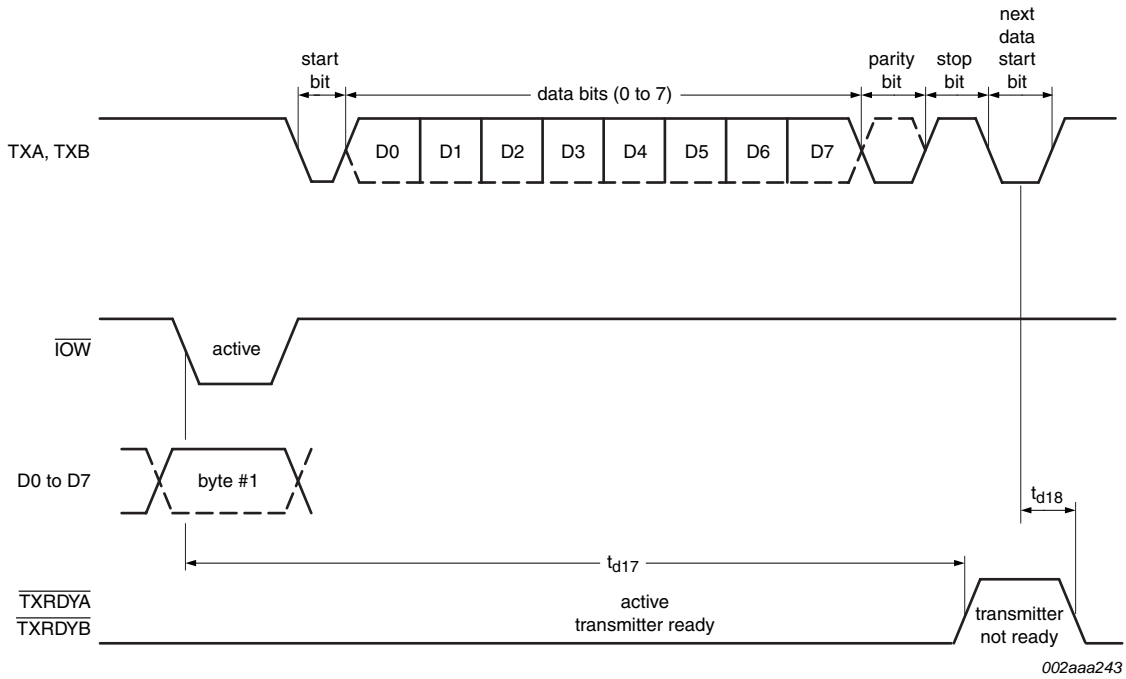 next
data
start
bit
start
bit
parity
bit
stop
bit
data bits (0 to 7)
TXA, TXB
D0 D1 D2 D3 D4 D5 D6 D7
IOW
active
D0 to D7
byte #1
td18
td17
TXRDYA
TXRDYB
active
transmitter ready
transmitter
not ready
002aaa243